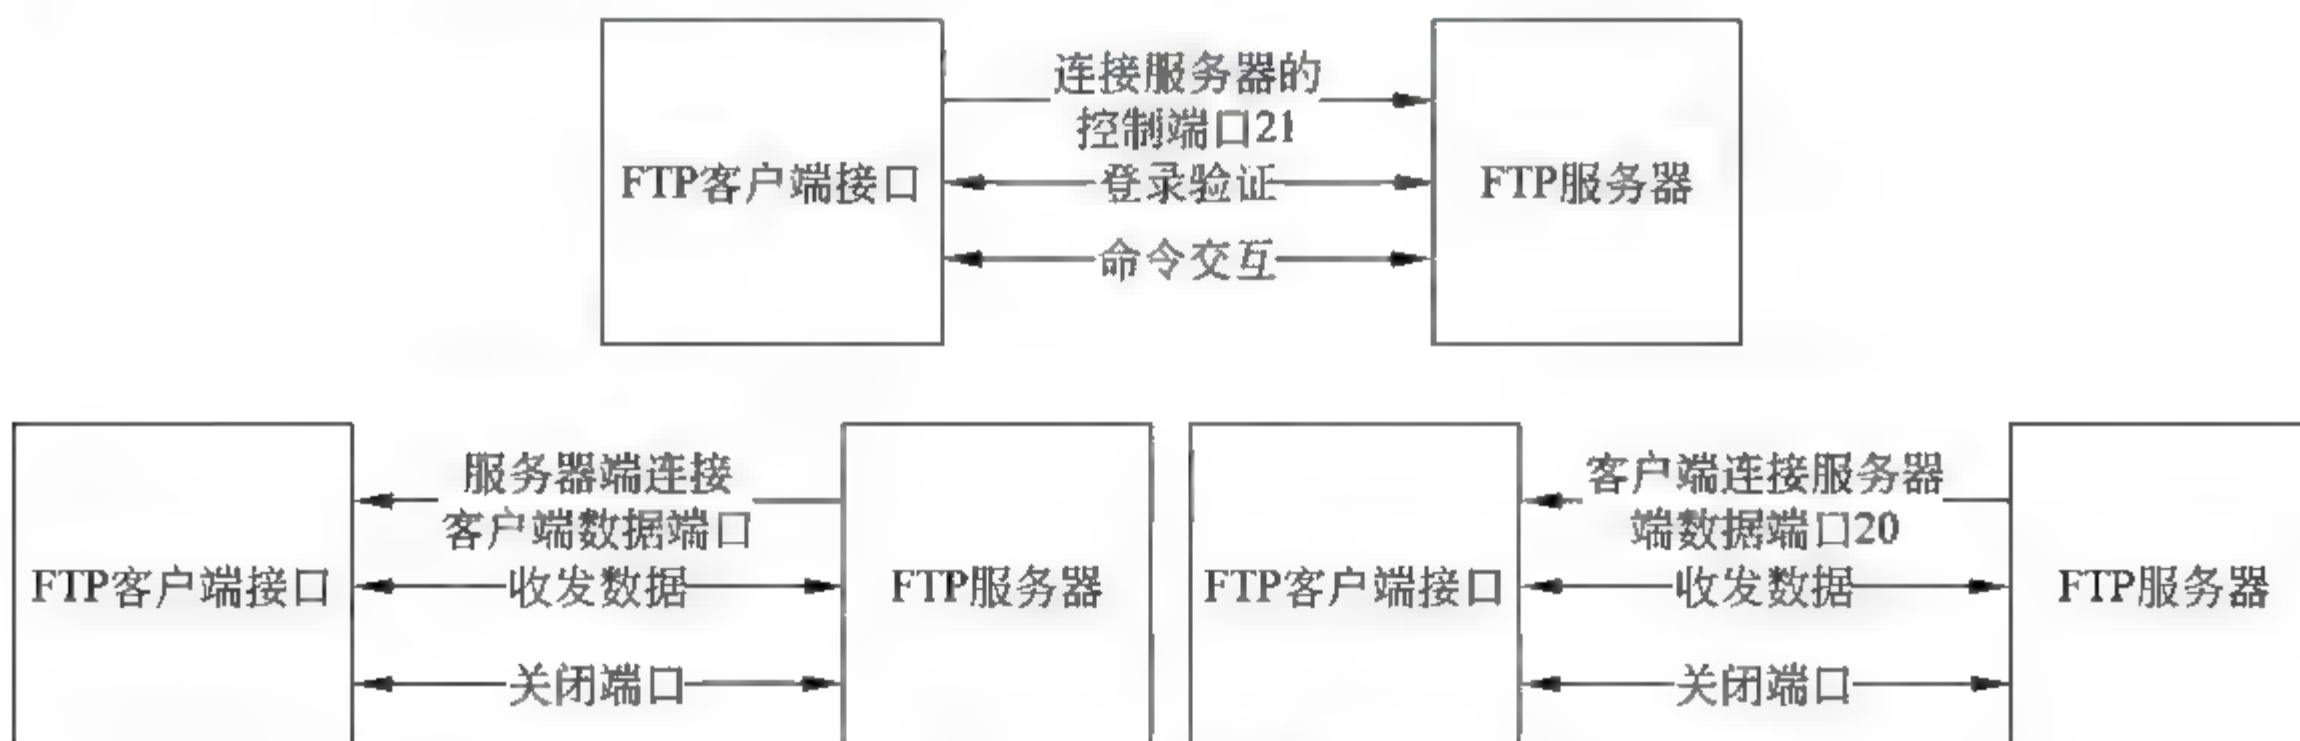 连接服务器的
控制端口21
FTP客户端接口
登录验证
FTP服务器
命令交互
服务器端连接
客户端数据端口
FTP客户端接口
收发数据
FTP服务器
关闭端口
客户端连接服务器
端数据端口20
FTP客户端接口
收发数据
FTP服务器
关闭端口